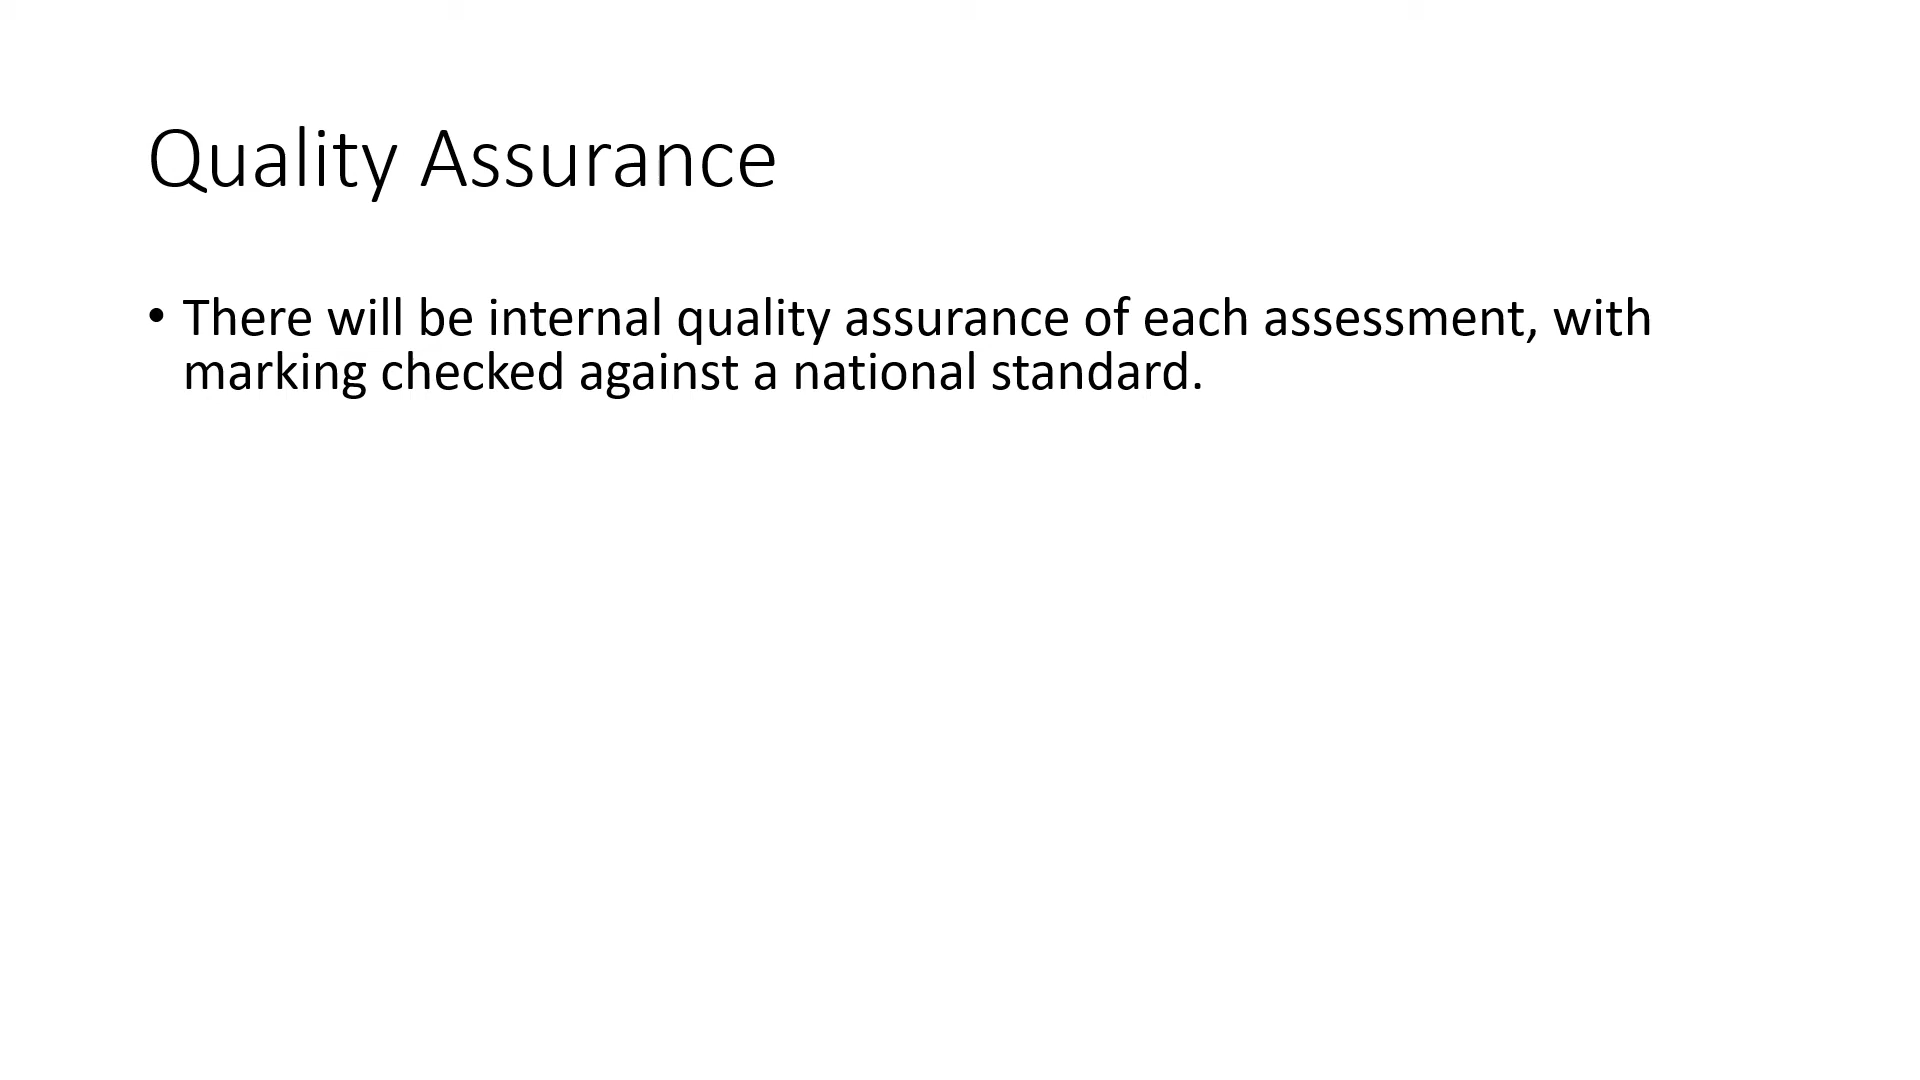 Quality Assurance
• There will be internal quality assurance of each assessment, with
marking checked against a national standard.